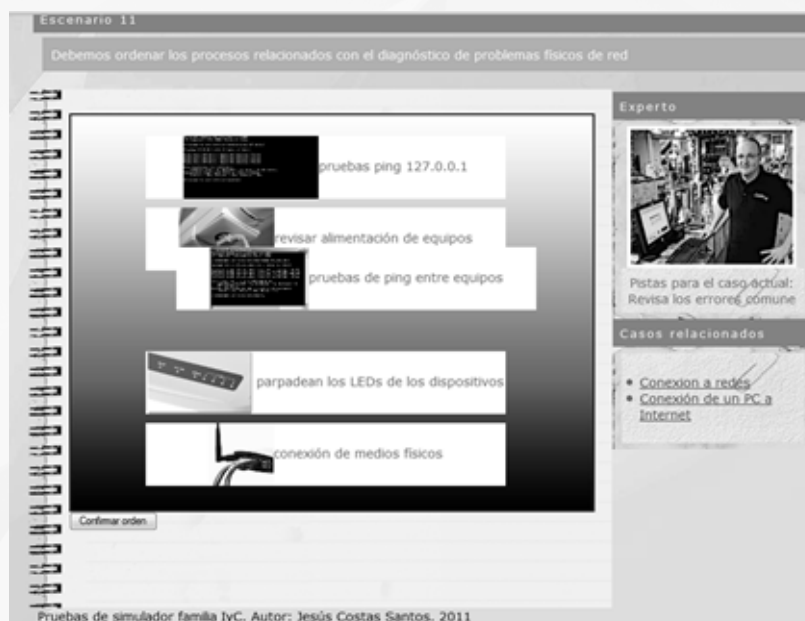 Escenario 11
Debemos ordenar los procesos relacionados con el diagnóstico de problemas físicos de red
pruebas ping 127.0.0.1
revisar alimentación de equipos
pruebas de ping entre equipos
parpadean los LEDs de los dispositivos
conexión de medios físicos
Confirmar orden
Experto
Pistas para el caso actual:
Revisa los errores comune
Casos relacionados
Conexion a redes
Conexión de un PC a
Internet
Pruebas de simulador familia IyC. Autor: Jesús Costas Santos. 2011